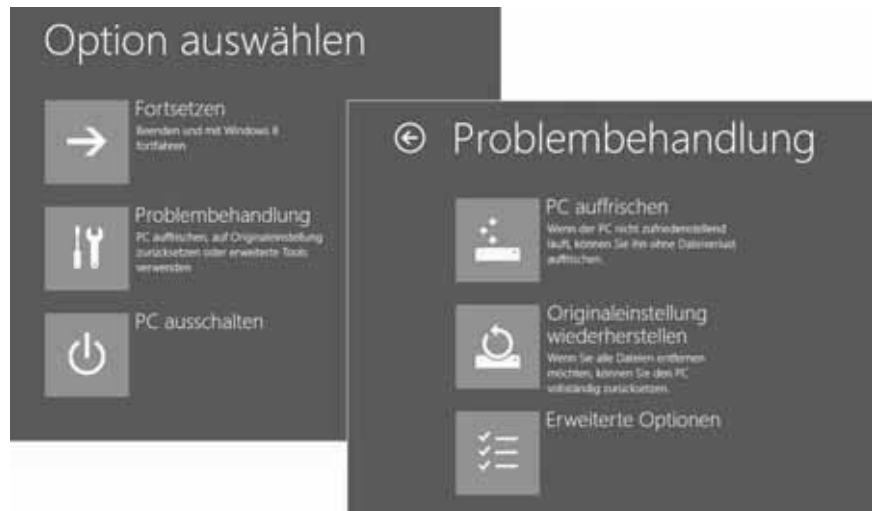 Option auswählen
Fortsetzen
Beenden und mit Windows 8
fortfahren
Problembehandlung
PC auffrischen, auf Originaleinstellung
zurücksetzen oder erweiterte Tools
verwenden
PC ausschalten
Problembehandlung
PC auffrischen
Wenn der PC nicht zufriedenstellend
läuft, können Sie ihn ohne Dateiverlust
auffrischen.
Originaleinstellung
wiederherstellen
Wenn Sie alle Dateien entfernen
möchten, können Sie den PC
vollständig zurücksetzen.
Erweiterte Optionen